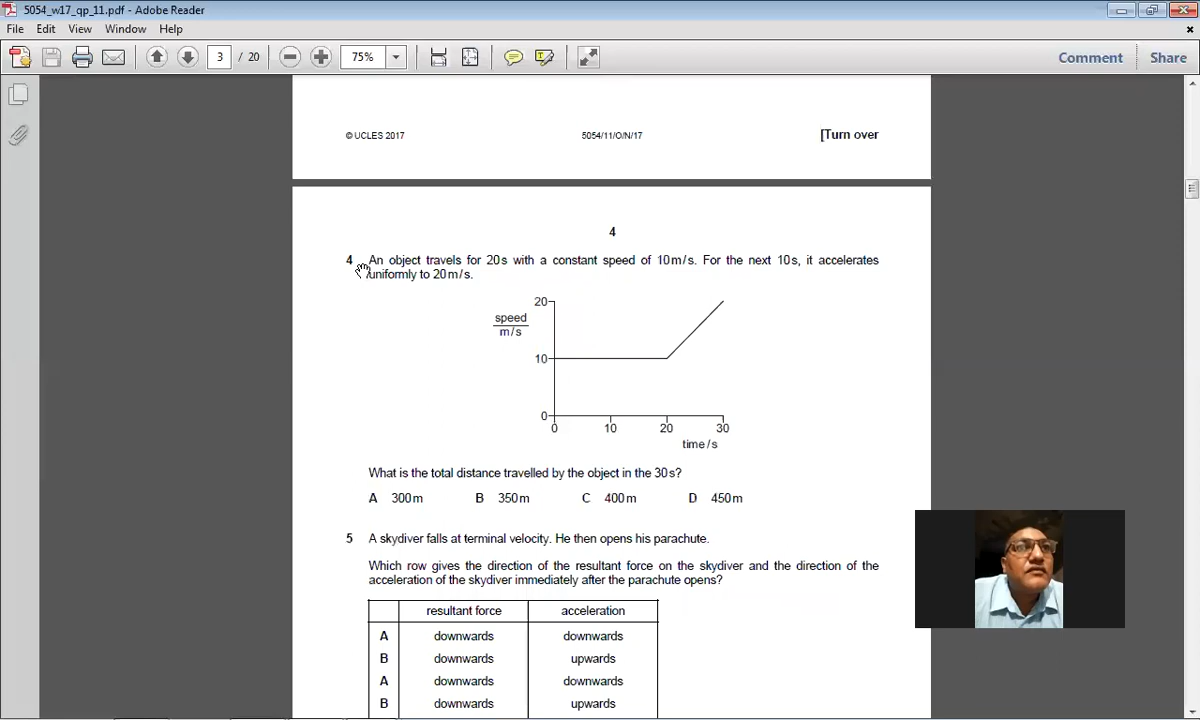 5054_w17_qp_11.pdf - Adobe Reader
File Edit View Window Help
3 / 20 75% Comment Share
© UCLES 2017 5054/11/O/N/17 [Turn over
4
4 An object travels for 20s with a constant speed of 10m/s. For the next 10s, it accelerates
uniformly to 20m/s.
20
speed
m/s
10
0
0 10 20 30
time/s
What is the total distance travelled by the object in the 30s?
A 300m B 350m C 400m D 450m
5 A skydiver falls at terminal velocity. He then opens his parachute.
Which row gives the direction of the resultant force on the skydiver and the direction of the
acceleration of the skydiver immediately after the parachute opens?
resultant force acceleration
A downwards downwards
B downwards upwards
A downwards downwards
B downwards upwards